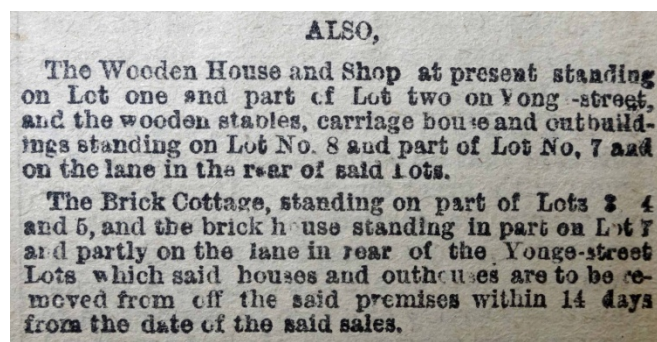 ALSO,
The Wooden House and Shop at present standing
on Lot one and part of Lot two on Yong -street,
and the wooden stables, carriage house and outbuild-
ings standing on Lot No. 8 and part of Lot No, 7 and
on the lane in the rear of said Lots.
The Brick Cottage, standing on part of Lots 4
and 5, and the brick house standing in part on Lot 7
and partly on the lane in rear of the Yonge-street
Lots which said houses and outhouses are to be re-
moved from off the said premises within 14 days
from the date of the said sales.